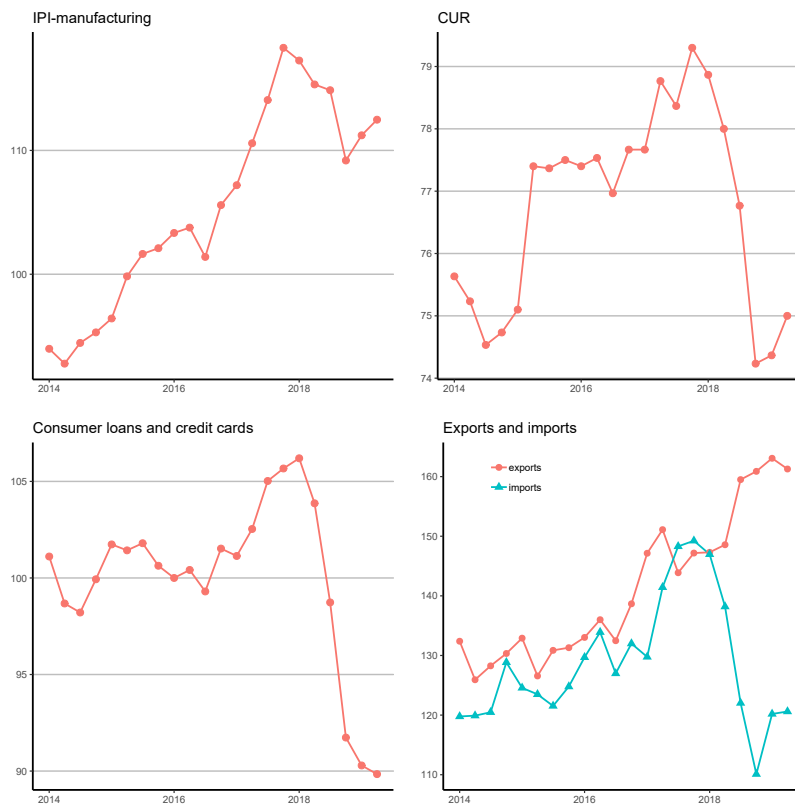 IPI-manufacturing
110
100
2014 2016 2018
CUR
79
78
77
76
75
74
2014 2016 2018
Consumer loans and credit cards
105
100
95
90
2014 2016 2018
Exports and imports
exports
imports
160
150
140
130
120
110
2014 2016 2018